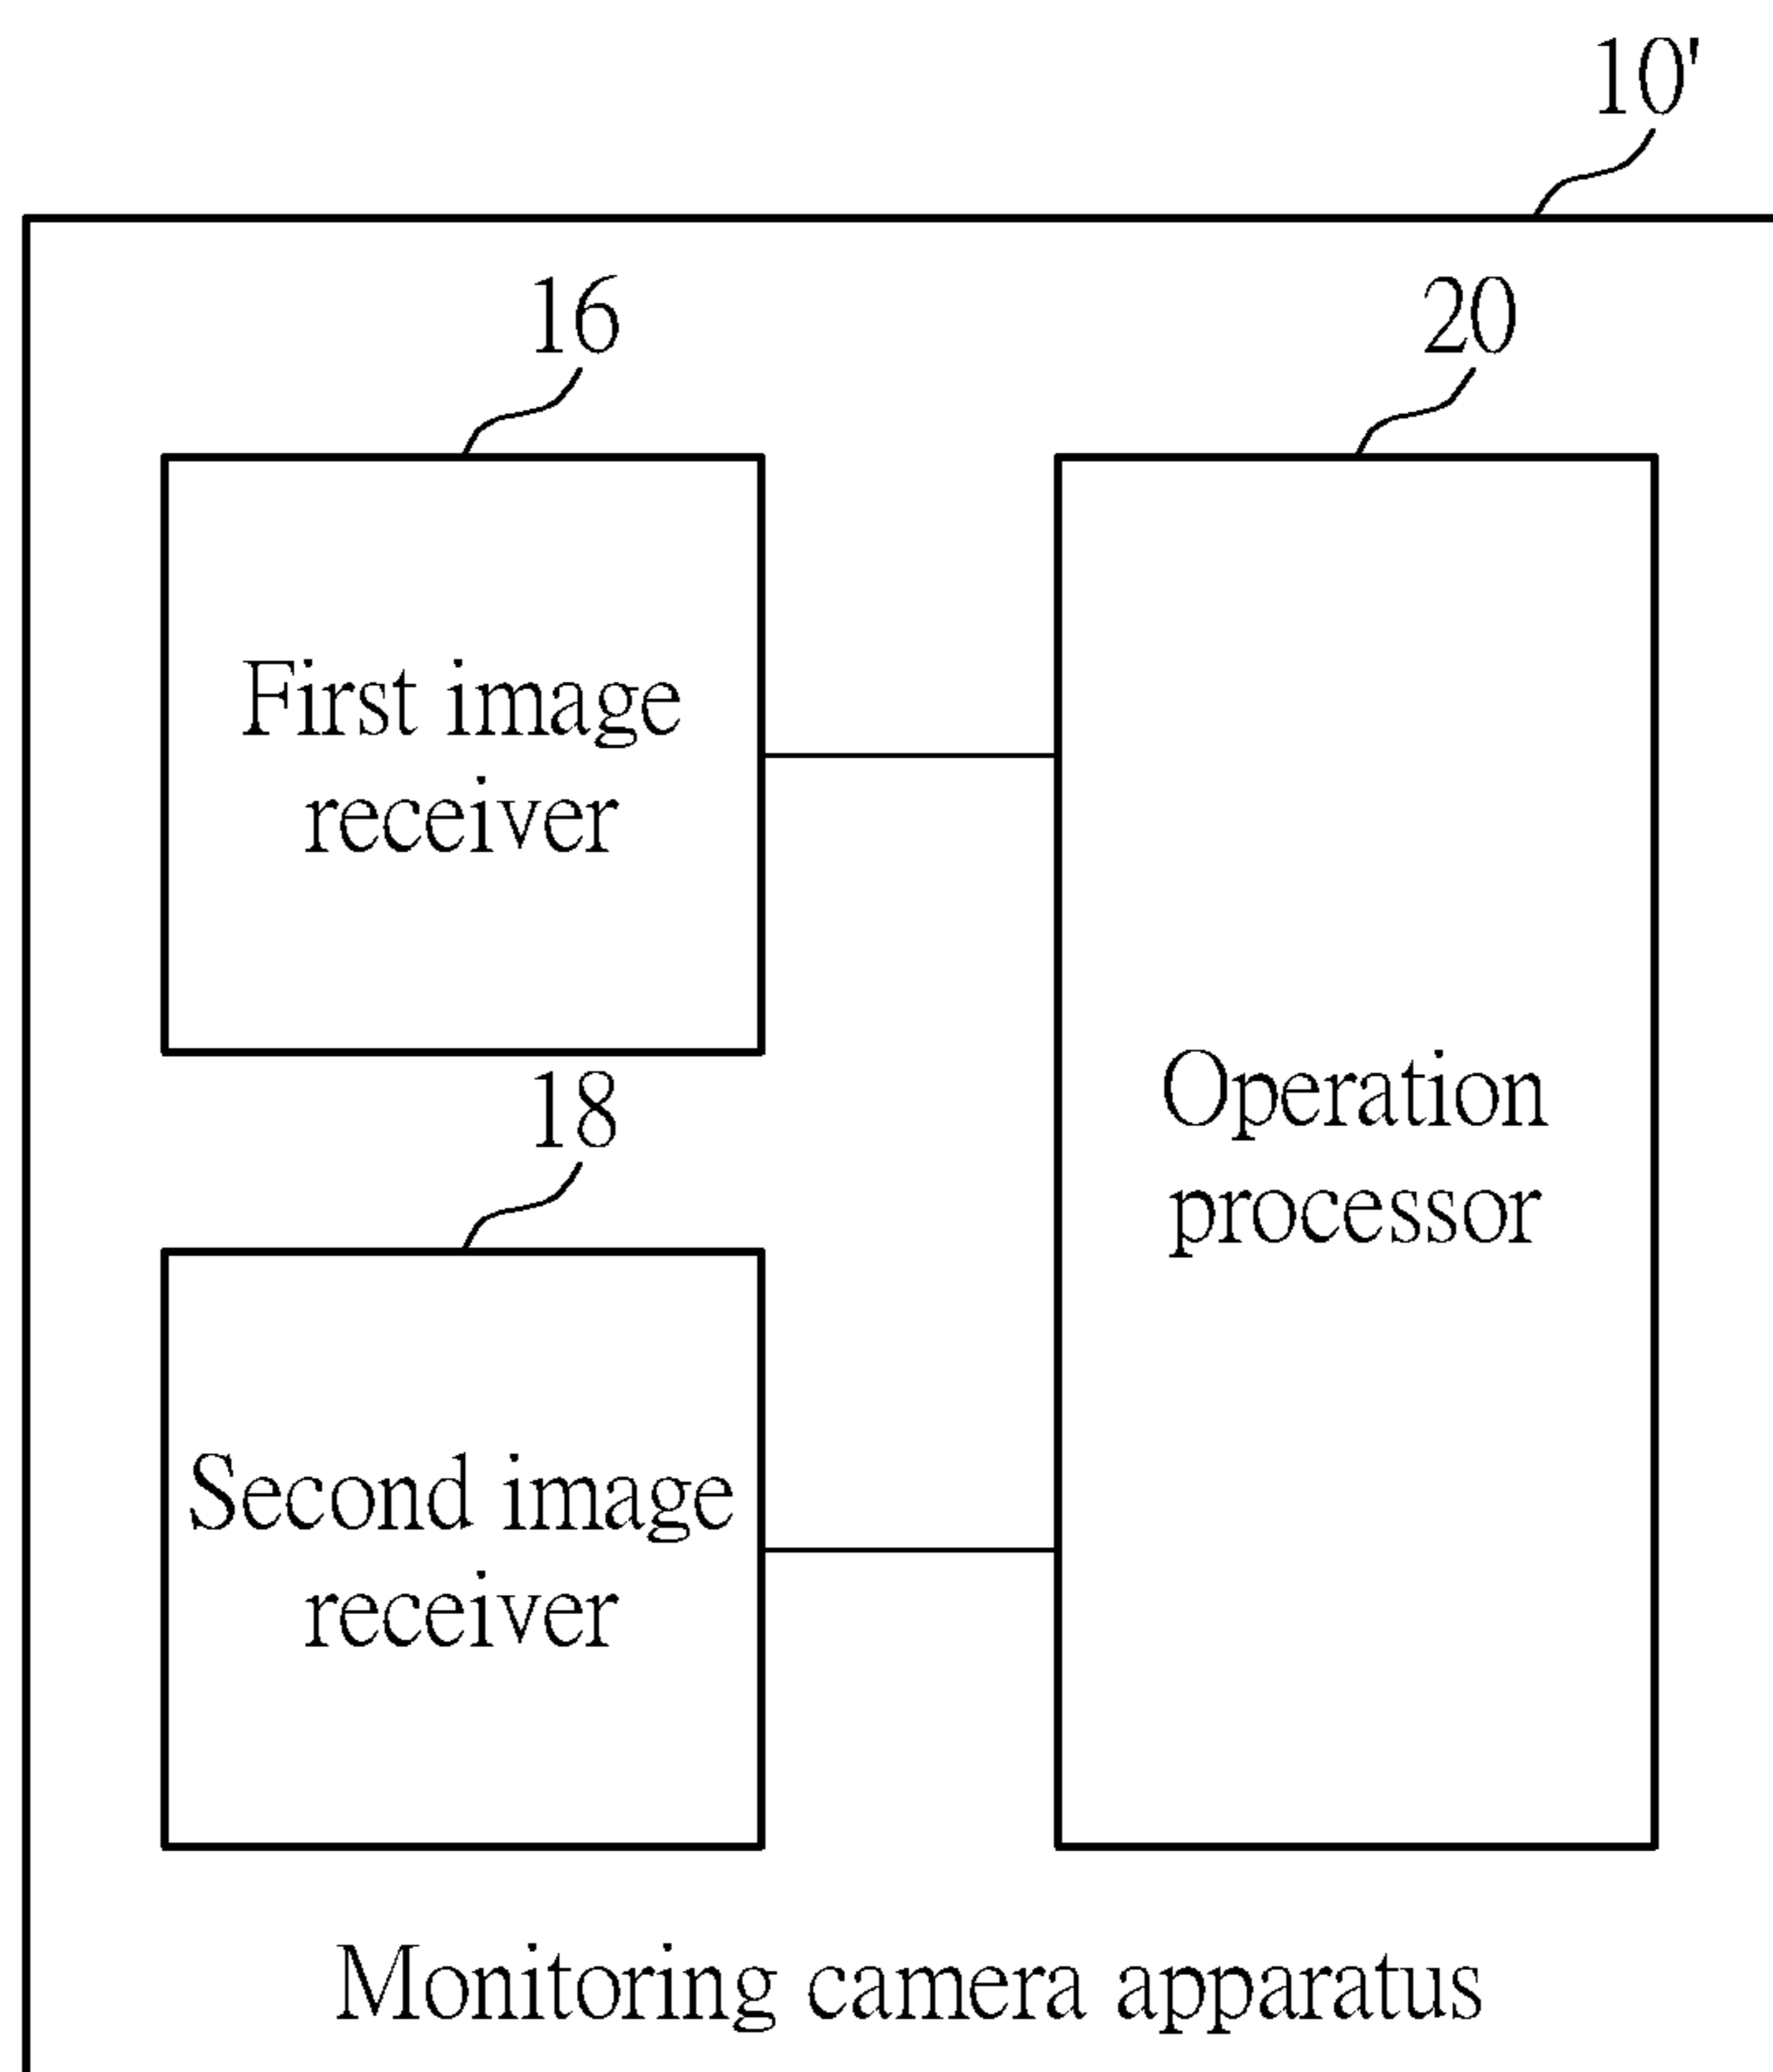 10'
16
20
First image
receiver
18
Operation
processor
Second image
receiver
Monitoring camera apparatus